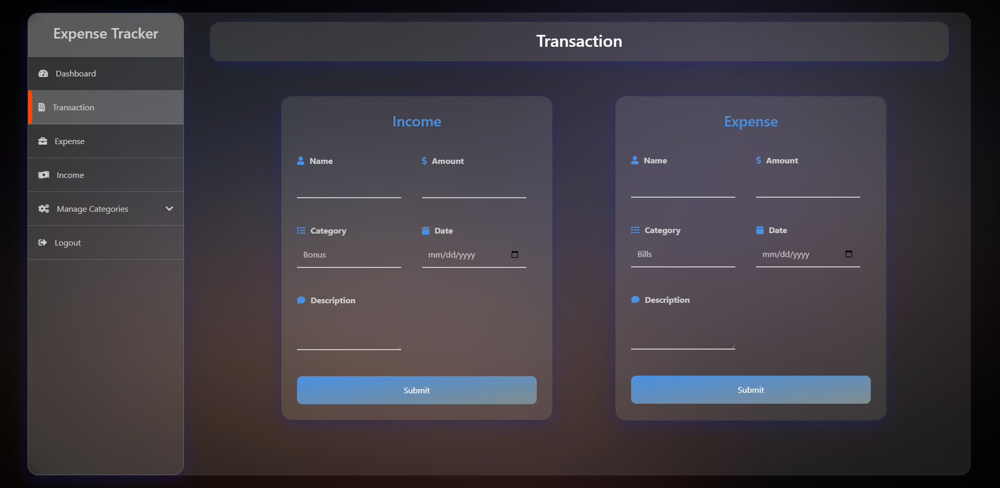 Expense Tracker
Dashboard
Transaction
Expense
Income
Manage Categories
Logout
Transaction
Income
Name
Amount
Category
Date
Bonus
mm/dd/yyyy
Description
Submit
Expense
Name
Amount
Category
Date
Bills
mm/dd/yyyy
Description
Submit